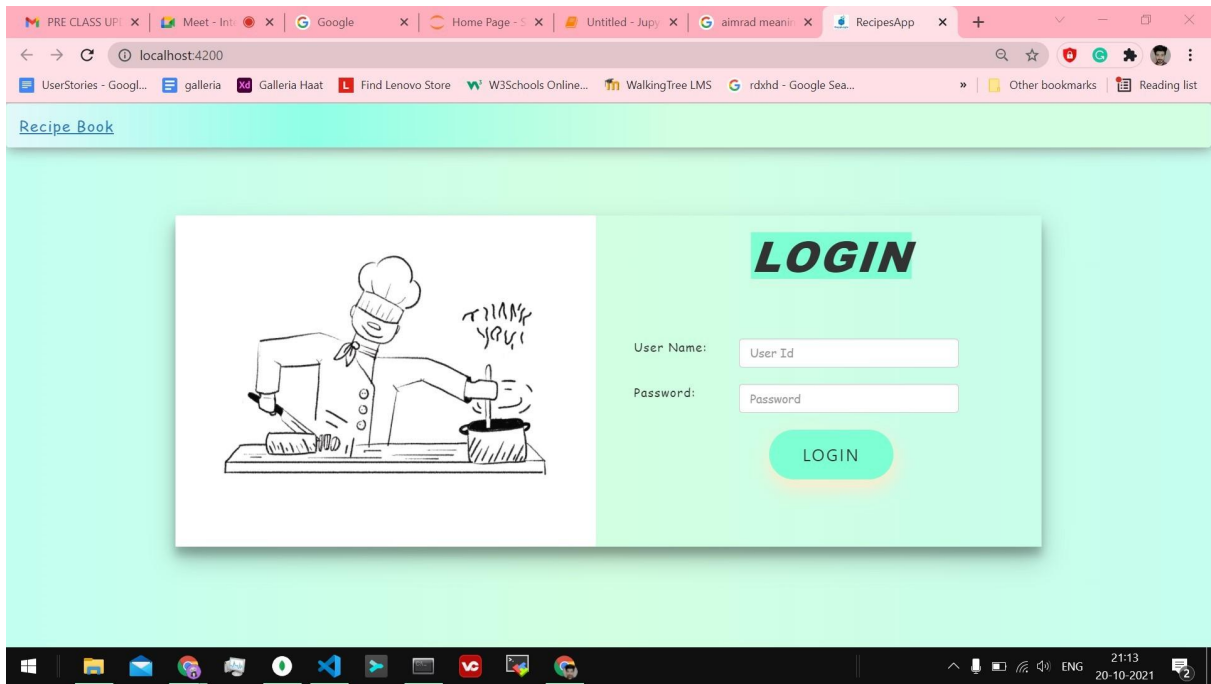 PRE CLASS UP
Meet - Int
Google
Home Page - S
Untitled - Jupy
aimrad meanin
RecipesApp
localhost:4200
UserStories - Googl...
galleria
Xd
Galleria Haat
L
Find Lenovo Store
W3Schools Online...
WalkingTree LMS
G
rdxhd - Google Sea...
»
Other bookmarks
Reading list
Recipe Book
THANK
YOU!
LOGIN
User Name:
User Id
Password:
Password
LOGIN
ENG
21:13
20-10-2021
2